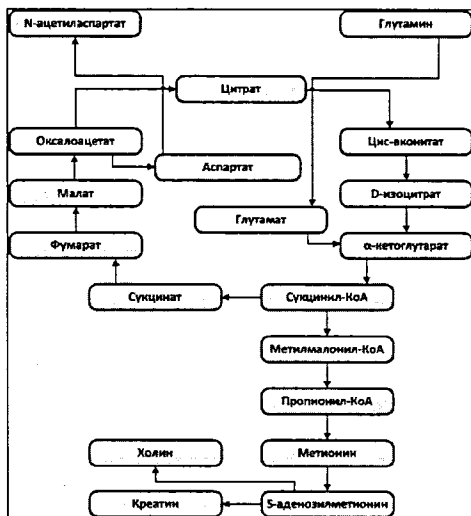 N-ацетиласпартат
Глутамин
Цитрат
Оксалоацетат
Цис-аконитат
Аспартат
Малат
D-изоцитрат
Глутамат
Фумарат
α-кетоглутарат
Сукцинат
Сукцинил-КоА
Метилмалонил-КоА
Пропионил-КоА
Холин
Метионин
Креатин
S-аденозилметионин